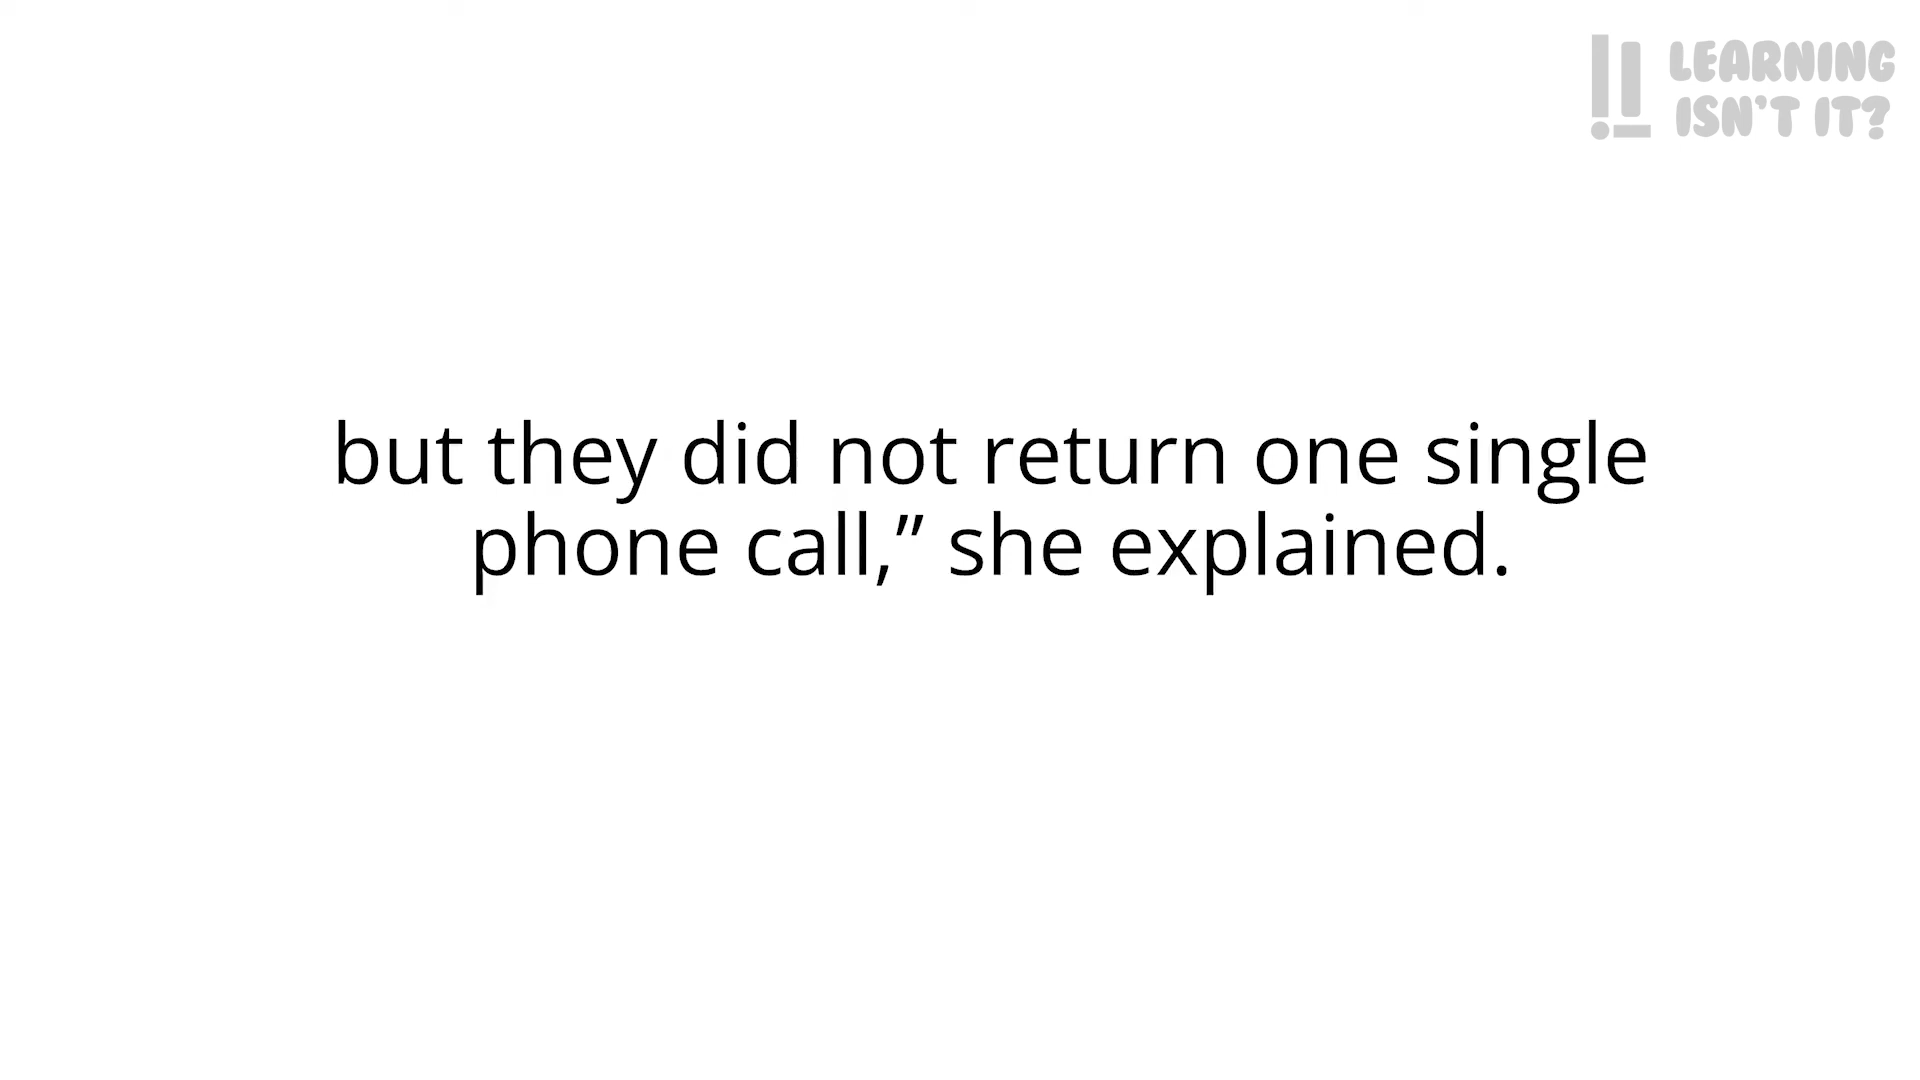 LEARNING
ISN'T IT?
but they did not return one single
phone call,” she explained.